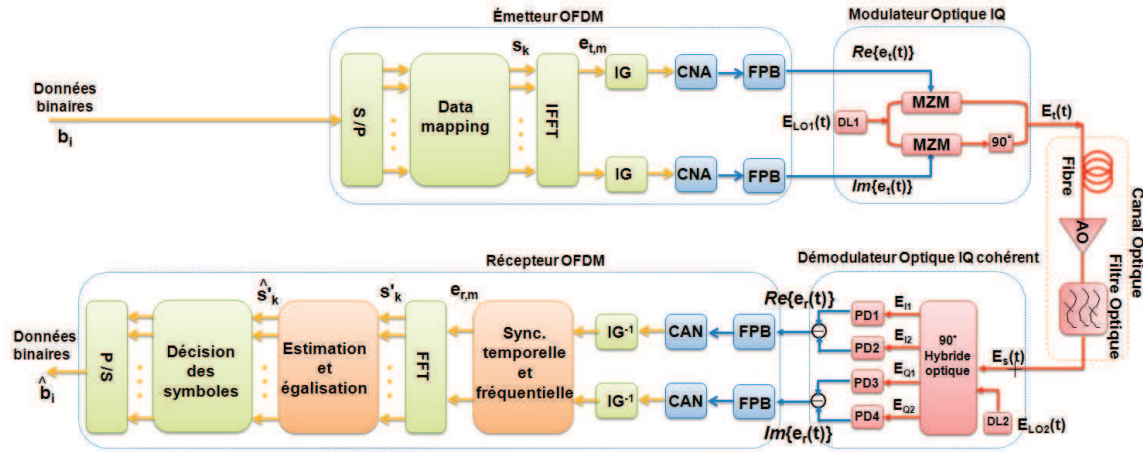 Émetteur OFDM
Modulateur Optique IQ
Données
binaires
b_i
S/P
Data
mapping
s_k
IFFT
e_t,m
IG
CNA
FPB
IG
CNA
FPB
Re{e_t(t)}
Im{e_t(t)}
E_LO1(t)
DL1
MZM
MZM
90°
E_t(t)
Fibre
AO
Filtre Optique
Canal Optique
Récepteur OFDM
Démodulateur Optique IQ cohérent
Données
binaires
b̂_i
P/S
Décision
des
symboles
ŝ'_k
Estimation
et
égalisation
s'_k
FFT
e_r,m
Sync.
temporelle
et
fréquentielle
IG⁻¹
CAN
FPB
IG⁻¹
CAN
FPB
Re{e_r(t)}
Im{e_r(t)}
PD1
PD2
PD3
PD4
E_I1
E_I2
E_Q1
E_Q2
90°
Hybride
optique
E_s(t)
DL2
E_LO2(t)